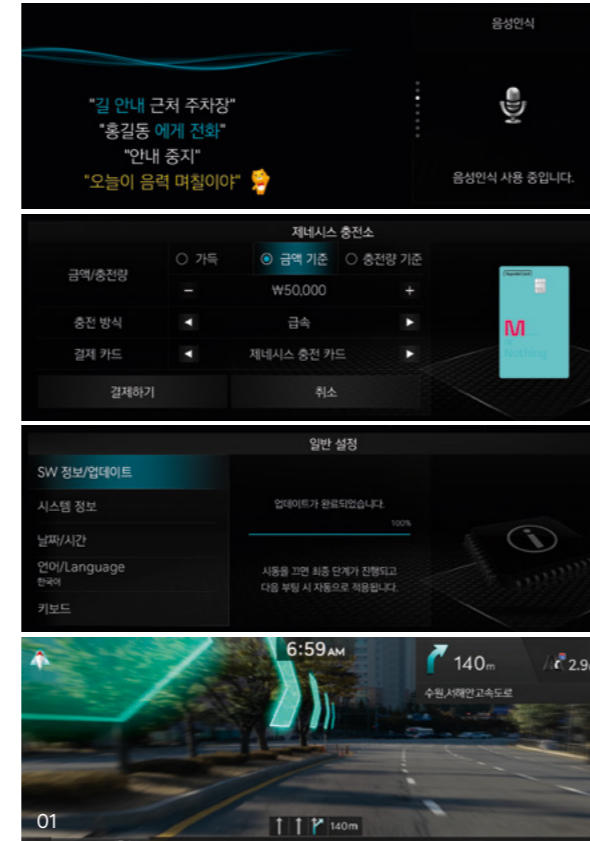 음성인식
"길 안내 근처 주차장"
"홍길동 에게 전화"
"안내 중지"
"오늘이 음력 며칠이야"
음성인식 사용 중입니다.
제네시스 충전소
금액/충전량
가득
금액 기준
충전량 기준
₩50,000
충전 방식
급속
결제 카드
제네시스 충전 카드
결제하기
취소
M
Nothing
일반 설정
SW 정보/업데이트
시스템 정보
날짜/시간
언어/Language
한국어
키보드
업데이트가 완료되었습니다.
100%
시동을 끄면 최종 단계가 진행되고
다음 부팅 시 자동으로 적용됩니다.
6:59 AM
140m
2.9
수원,서해안고속도로
140m
01